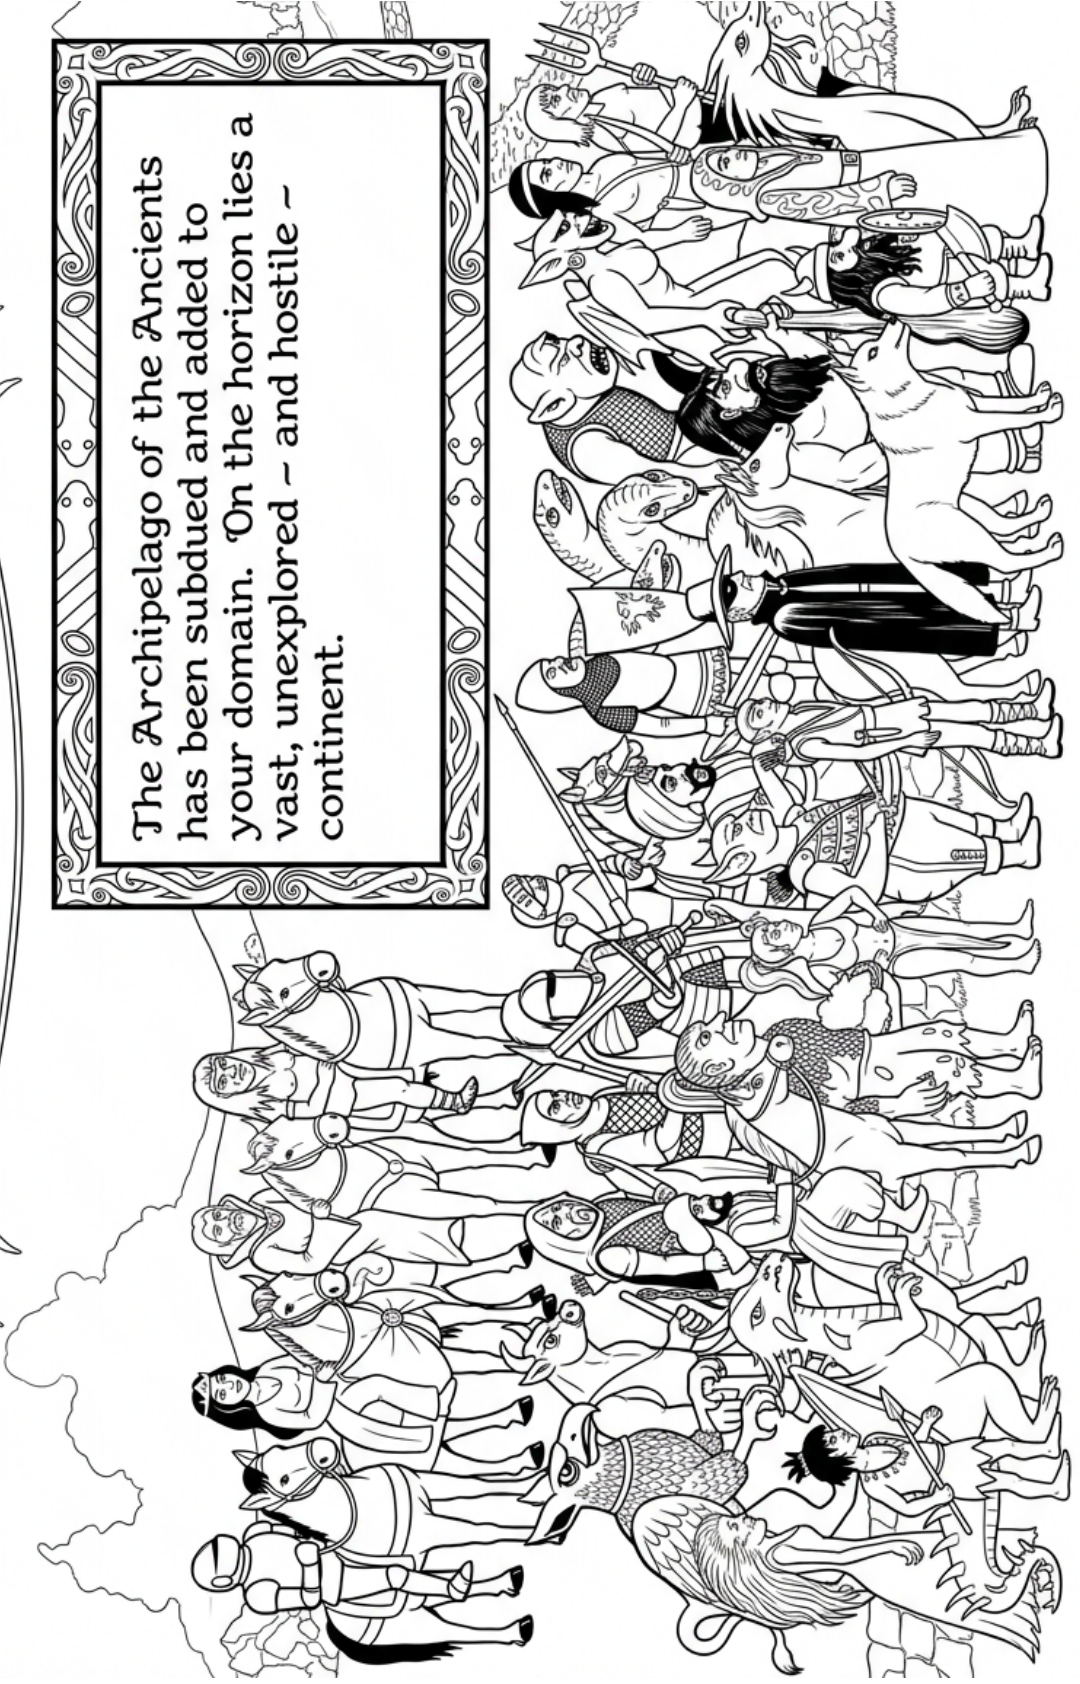 The Archipelago of the Ancients
has been subdued and added to
your domain. On the horizon lies a
vast, unexplored ~ and hostile ~
continent.